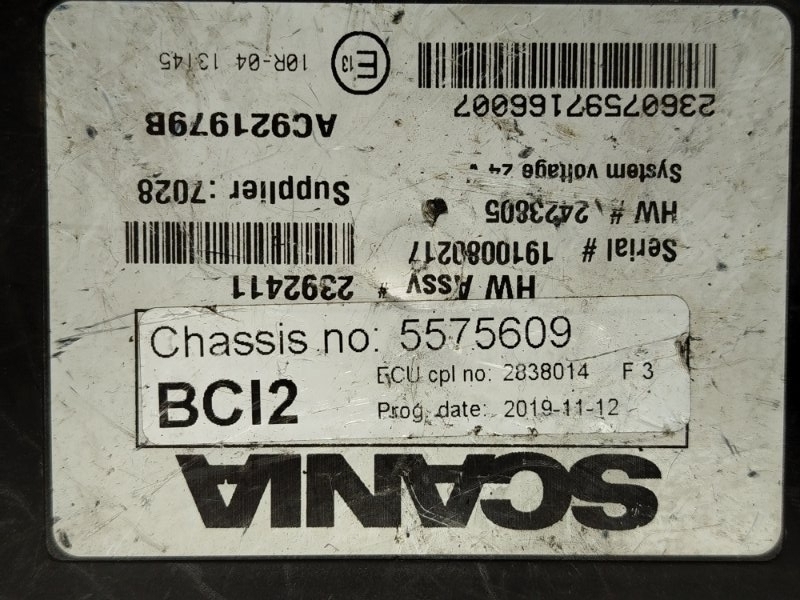 SCANIA
HW Assy # 2392411
Serial # 1910080217
HW # 2423805
Supplier :7028
System voltage 24 v
AC921979B
23607597166007
E13
10R-04 13145
Chassis no: 5575609
BCI2
ECU cpl no: 2838014 F 3
Prog. date: 2019-11-12